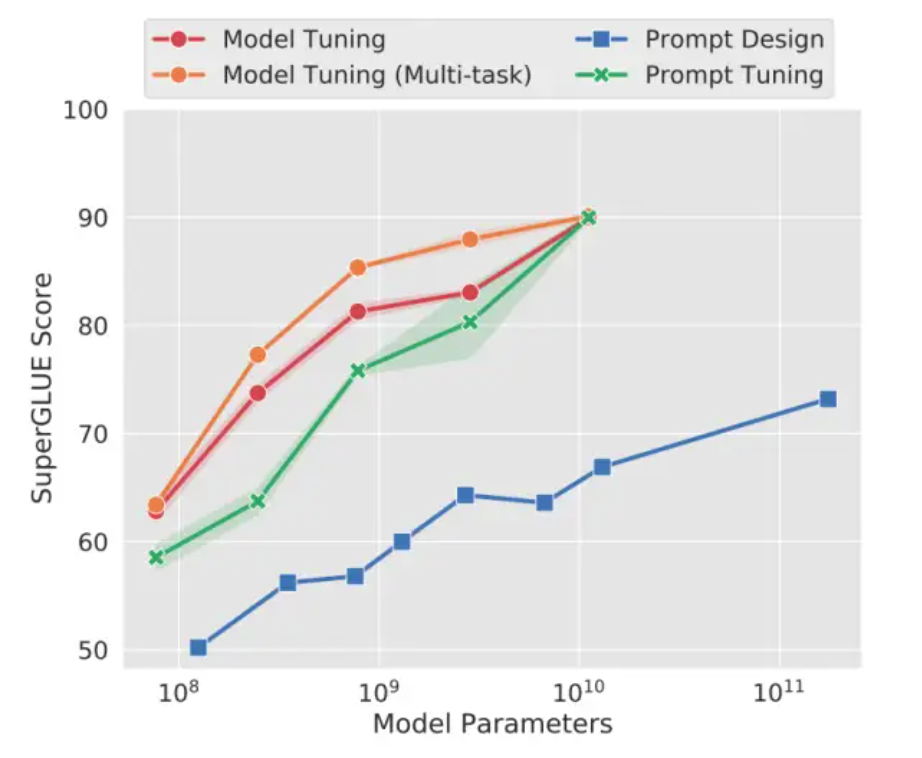 Model Tuning
Model Tuning (Multi-task)
Prompt Design
Prompt Tuning
100
90
80
70
60
50
SuperGLUE Score
10⁸
10⁹
10¹⁰
10¹¹
Model Parameters